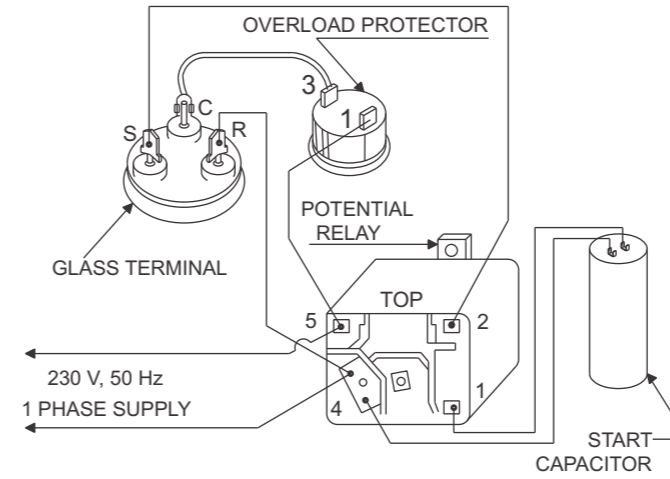 OVERLOAD PROTECTOR
3
C
1
S
R
POTENTIAL
RELAY
GLASS TERMINAL
TOP
5
2
230 V, 50 Hz
1
1 PHASE SUPPLY
4
START
CAPACITOR